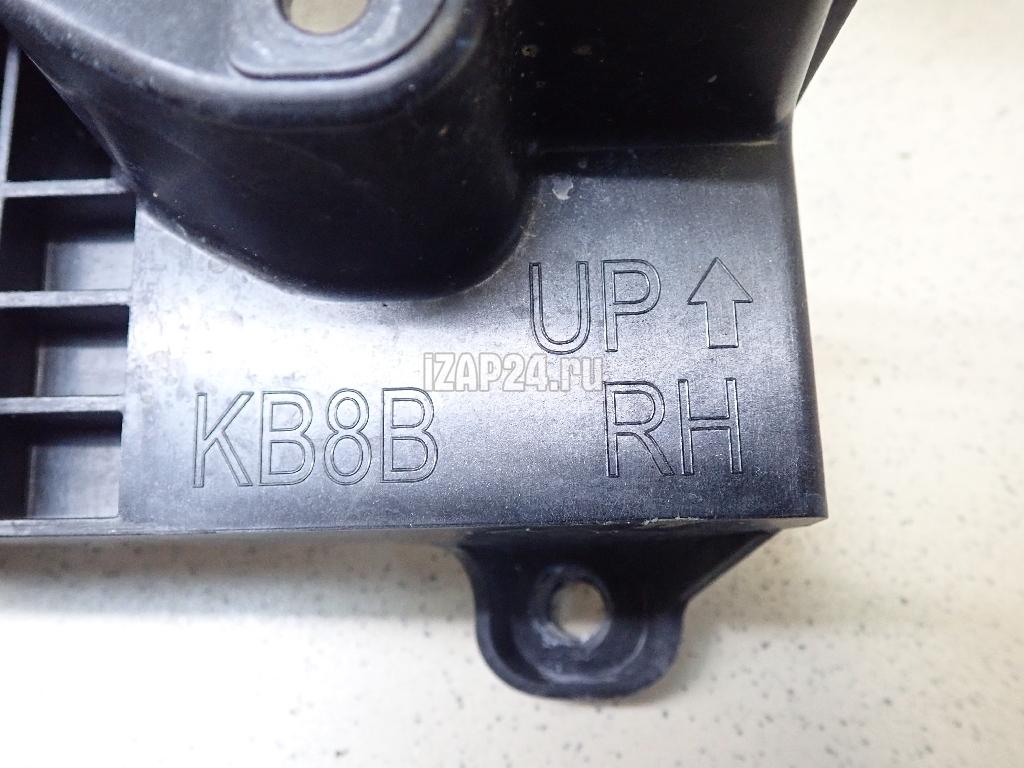 UP ↑
iZAP24.ru
KB8B RH